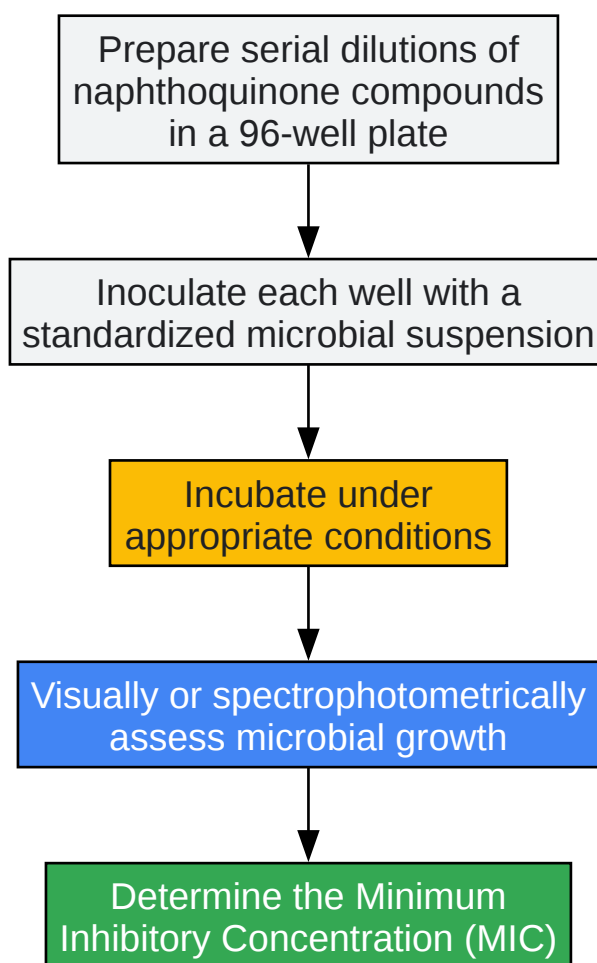 Prepare serial dilutions of
naphthoquinone compounds
in a 96-well plate
Inoculate each well with a
standardized microbial suspension
Incubate under
appropriate conditions
Visually or spectrophotometrically
assess microbial growth
Determine the Minimum
Inhibitory Concentration (MIC)